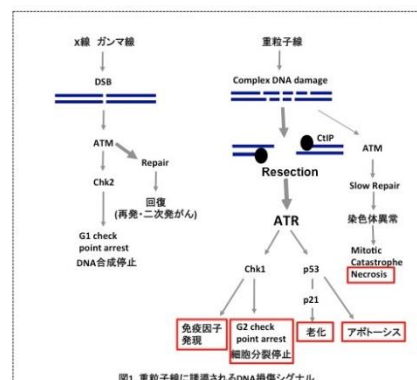 X線 ガンマ線
DSB
ATM
Repair
Chk2
回復
(再発・二次発がん)
G1 check
point arrest
DNA合成停止
重粒子線
Complex DNA damage
CtIP
Resection
ATM
Slow Repair
染色体異常
Mitotic
Catastrophe
Necrosis
ATR
Chk1
p53
p21
免疫因子
発現
G2 check
point arrest
細胞分裂停止
老化
アポトーシス
図1 重粒子線に誘導されるDNA損傷シグナル